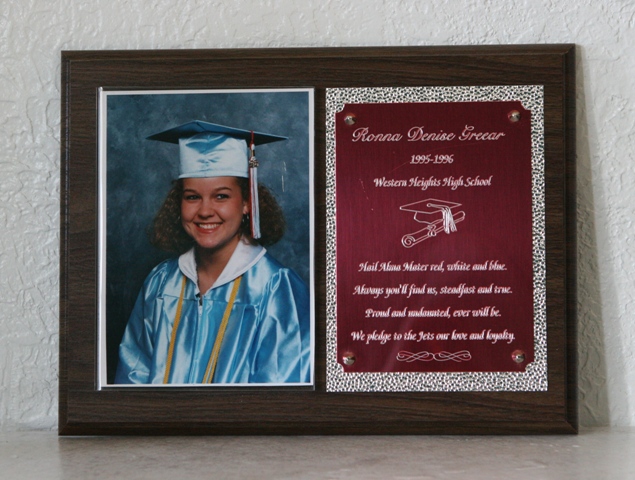 Ronna Denise Greear
1995-1996
Western Heights High School
Hail Alma Mater red, white and blue.
Always you'll find us, steadfast and true.
Proud and undaunted, ever will be.
We pledge to the Jets our love and loyalty.